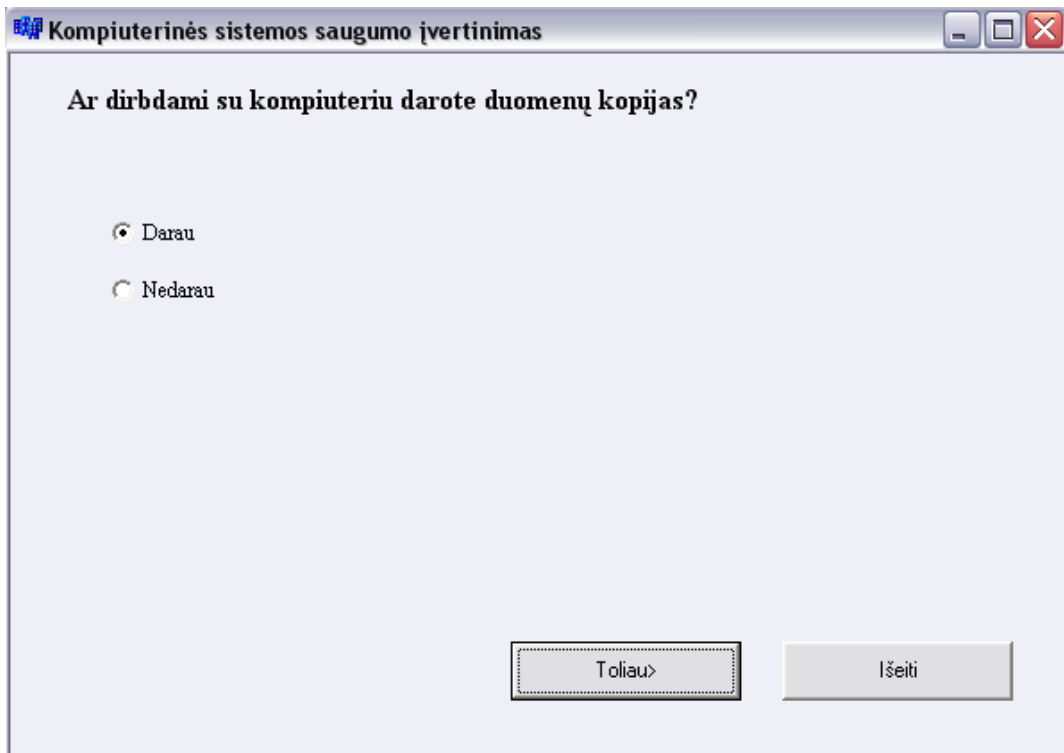 Kompiuterinės sistemos saugumo įvertinimas
Ar dirbdami su kompiuteriu darote duomenų kopijas?
Darau
Nedarau
Toliau>
Išeiti